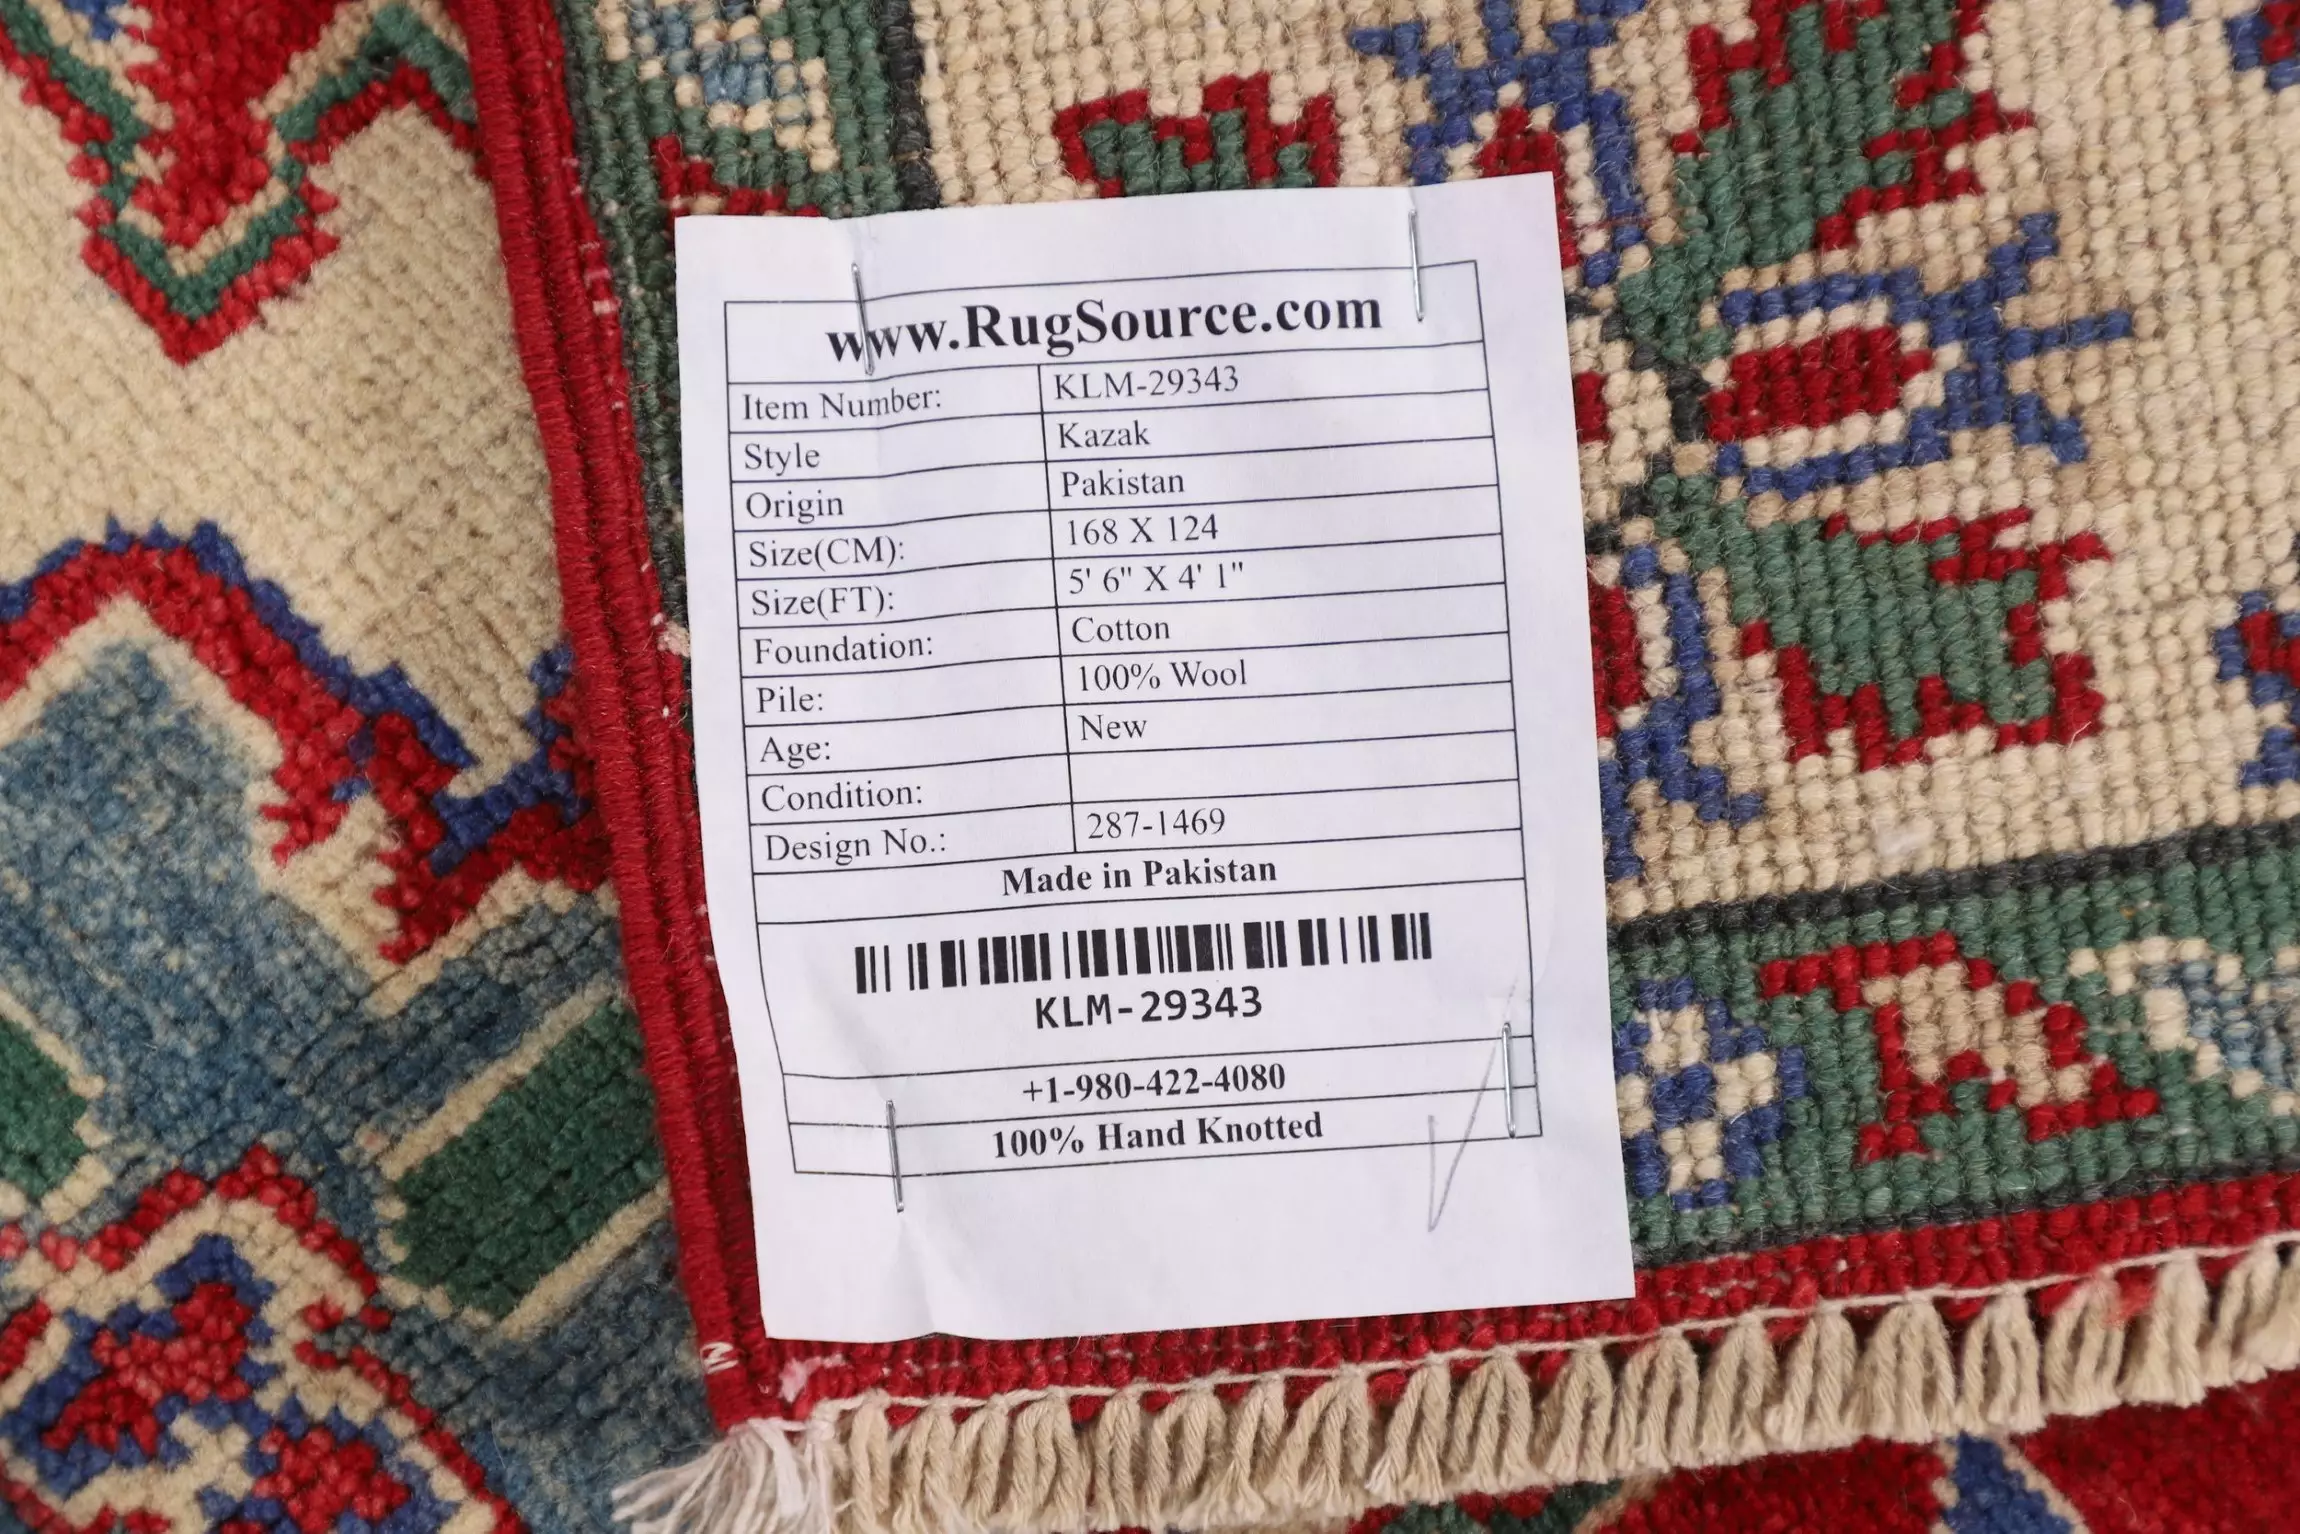 www.RugSource.com
Item Number: KLM-29343
Style Kazak
Origin Pakistan
Size(CM): 168 X 124
Size(FT): 5' 6" X 4' 1"
Foundation: Cotton
Pile: 100% Wool
Age: New
Condition:
Design No.: 287-1469
Made in Pakistan
KLM-29343
+1-980-422-4080
100% Hand Knotted